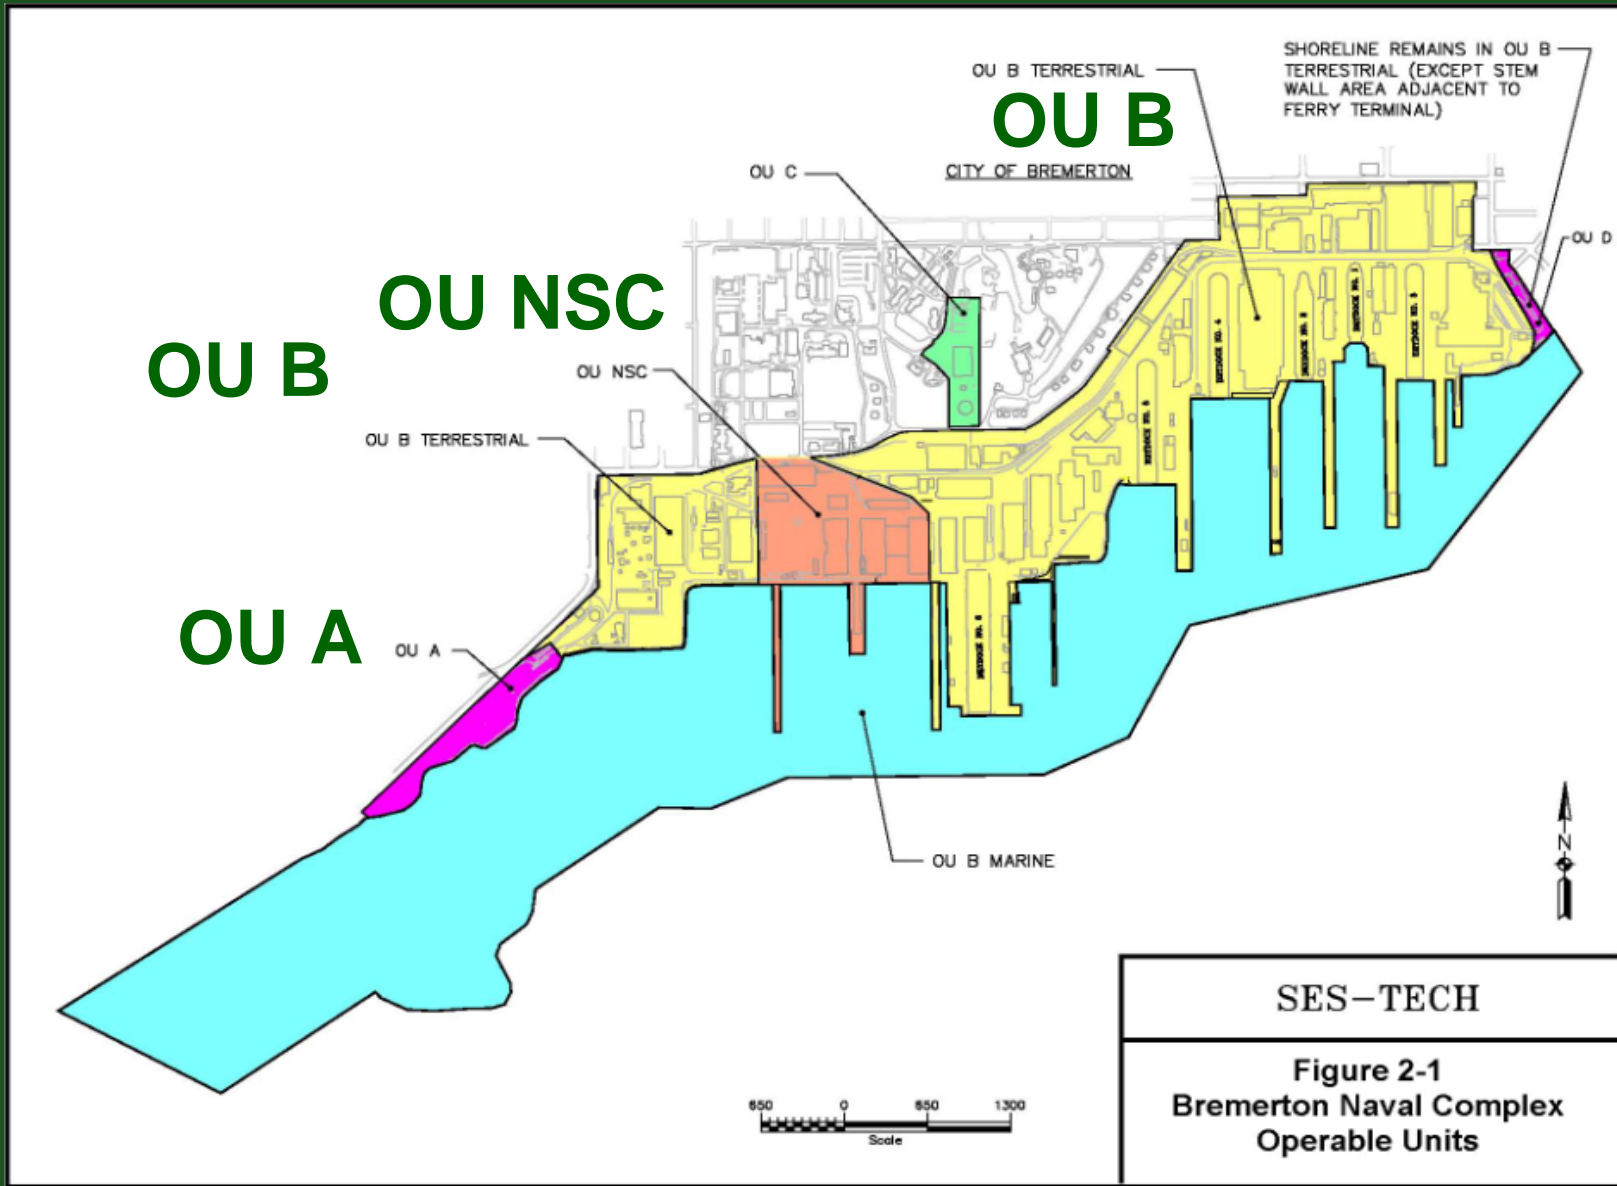 SHORELINE REMAINS IN OU B
TERRESTRIAL (EXCEPT STEM
WALL AREA ADJACENT TO
FERRY TERMINAL)
OU B TERRESTRIAL
OU B
OU C
CITY OF BREMERTON
OU D
OU NSC
OU B
OU NSC
OU B TERRESTRIAL
OU A
OU A
OU B MARINE
N
650 0 650 1300
Scale
SES-TECH
Figure 2-1
Bremerton Naval Complex
Operable Units